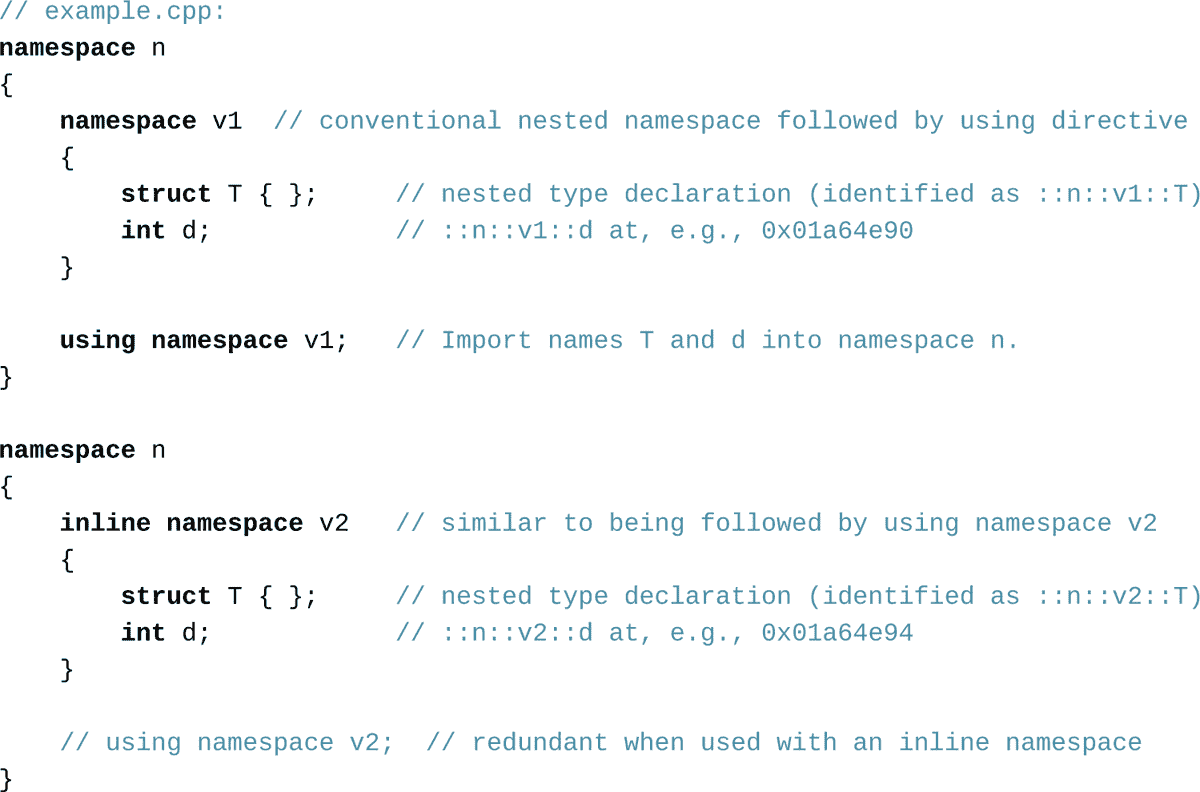 // example.cpp:
namespace n
{
    namespace v1  // conventional nested namespace followed by using directive
    {
        struct T { };     // nested type declaration (identified as ::n::v1::T)
        int d;            // ::n::v1::d at, e.g., 0x01a64e90
    }

    using namespace v1;   // Import names T and d into namespace n.
}

namespace n
{
    inline namespace v2   // similar to being followed by using namespace v2
    {
        struct T { };     // nested type declaration (identified as ::n::v2::T)
        int d;            // ::n::v2::d at, e.g., 0x01a64e94
    }

    // using namespace v2;  // redundant when used with an inline namespace
}